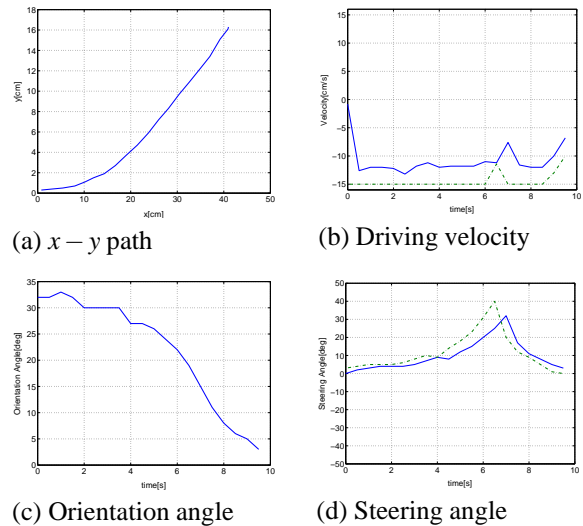 18
16
14
12
10
8
6
4
2
0
0 10 20 30 40 50
y[cm]
x[cm]
(a) x − y path
15
10
5
0
−5
−10
−15
0 2 4 6 8 10
Velocity[cm/s]
time[s]
(b) Driving velocity
35
30
25
20
15
10
5
0
0 2 4 6 8 10
Orientation Angle[deg]
time[s]
(c) Orientation angle
50
40
30
20
10
0
−10
−20
−30
−40
−50
0 2 4 6 8 10
Steering Angle[deg]
time[s]
(d) Steering angle